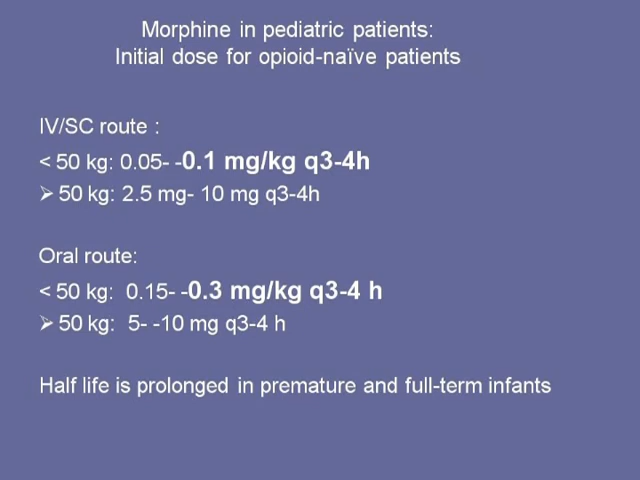 Morphine in pediatric patients:
Initial dose for opioid-naïve patients
IV/SC route :
< 50 kg: 0.05- -0.1 mg/kg q3-4h
➢ 50 kg: 2.5 mg- 10 mg q3-4h
Oral route:
< 50 kg:  0.15- -0.3 mg/kg q3-4 h
➢ 50 kg:  5- -10 mg q3-4 h
Half life is prolonged in premature and full-term infants